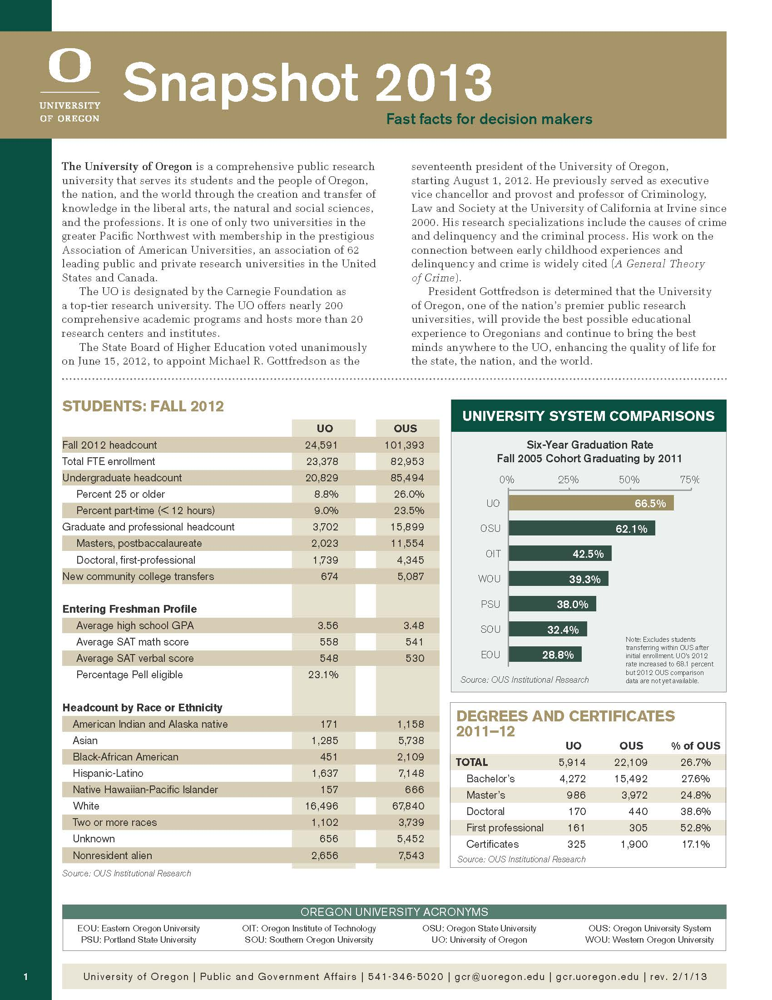 O
UNIVERSITY
OF OREGON
Snapshot 2013
Fast facts for decision makers
The University of Oregon is a comprehensive public research
university that serves its students and the people of Oregon,
the nation, and the world through the creation and transfer of
knowledge in the liberal arts, the natural and social sciences,
and the professions. It is one of only two universities in the
greater Pacific Northwest with membership in the prestigious
Association of American Universities, an association of 62
leading public and private research universities in the United
States and Canada.
The UO is designated by the Carnegie Foundation as
a top-tier research university. The UO offers nearly 200
comprehensive academic programs and hosts more than 20
research centers and institutes.
The State Board of Higher Education voted unanimously
on June 15, 2012, to appoint Michael R. Gottfredson as the
seventeenth president of the University of Oregon,
starting August 1, 2012. He previously served as executive
vice chancellor and provost and professor of Criminology,
Law and Society at the University of California at Irvine since
2000. His research specializations include the causes of crime
and delinquency and the criminal process. His work on the
connection between early childhood experiences and
delinquency and crime is widely cited (A General Theory
of Crime).
President Gottfredson is determined that the University
of Oregon, one of the nation's premier public research
universities, will provide the best possible educational
experience to Oregonians and continue to bring the best
minds anywhere to the UO, enhancing the quality of life for
the state, the nation, and the world.
STUDENTS: FALL 2012
UO OUS
Fall 2012 headcount 24,591 101,393
Total FTE enrollment 23,378 82,953
Undergraduate headcount 20,829 85,494
Percent 25 or older 8.8% 26.0%
Percent part-time (< 12 hours) 9.0% 23.5%
Graduate and professional headcount 3,702 15,899
Masters, postbaccalaureate 2,023 11,554
Doctoral, first-professional 1,739 4,345
New community college transfers 674 5,087
Entering Freshman Profile
Average high school GPA 3.56 3.48
Average SAT math score 558 541
Average SAT verbal score 548 530
Percentage Pell eligible 23.1%
Headcount by Race or Ethnicity
American Indian and Alaska native 171 1,158
Asian 1,285 5,738
Black-African American 451 2,109
Hispanic-Latino 1,637 7,148
Native Hawaiian-Pacific Islander 157 666
White 16,496 67,840
Two or more races 1,102 3,739
Unknown 656 5,452
Nonresident alien 2,656 7,543
Source: OUS Institutional Research
UNIVERSITY SYSTEM COMPARISONS
Six-Year Graduation Rate
Fall 2005 Cohort Graduating by 2011
0% 25% 50% 75%
UO 66.5%
OSU 62.1%
OIT 42.5%
WOU 39.3%
PSU 38.0%
SOU 32.4%
EOU 28.8%
Note: Excludes students
transferring within OUS after
initial enrollment. UO's 2012
rate increased to 68.1 percent
but 2012 OUS comparison
data are not yet available.
Source: OUS Institutional Research
DEGREES AND CERTIFICATES
2011–12
UO OUS % of OUS
TOTAL 5,914 22,109 26.7%
Bachelor's 4,272 15,492 27.6%
Master's 986 3,972 24.8%
Doctoral 170 440 38.6%
First professional 161 305 52.8%
Certificates 325 1,900 17.1%
Source: OUS Institutional Research
OREGON UNIVERSITY ACRONYMS
EOU: Eastern Oregon University OIT: Oregon Institute of Technology OSU: Oregon State University OUS: Oregon University System
PSU: Portland State University SOU: Southern Oregon University UO: University of Oregon WOU: Western Oregon University
1 University of Oregon | Public and Government Affairs | 541-346-5020 | gcr@uoregon.edu | gcr.uoregon.edu | rev. 2/1/13